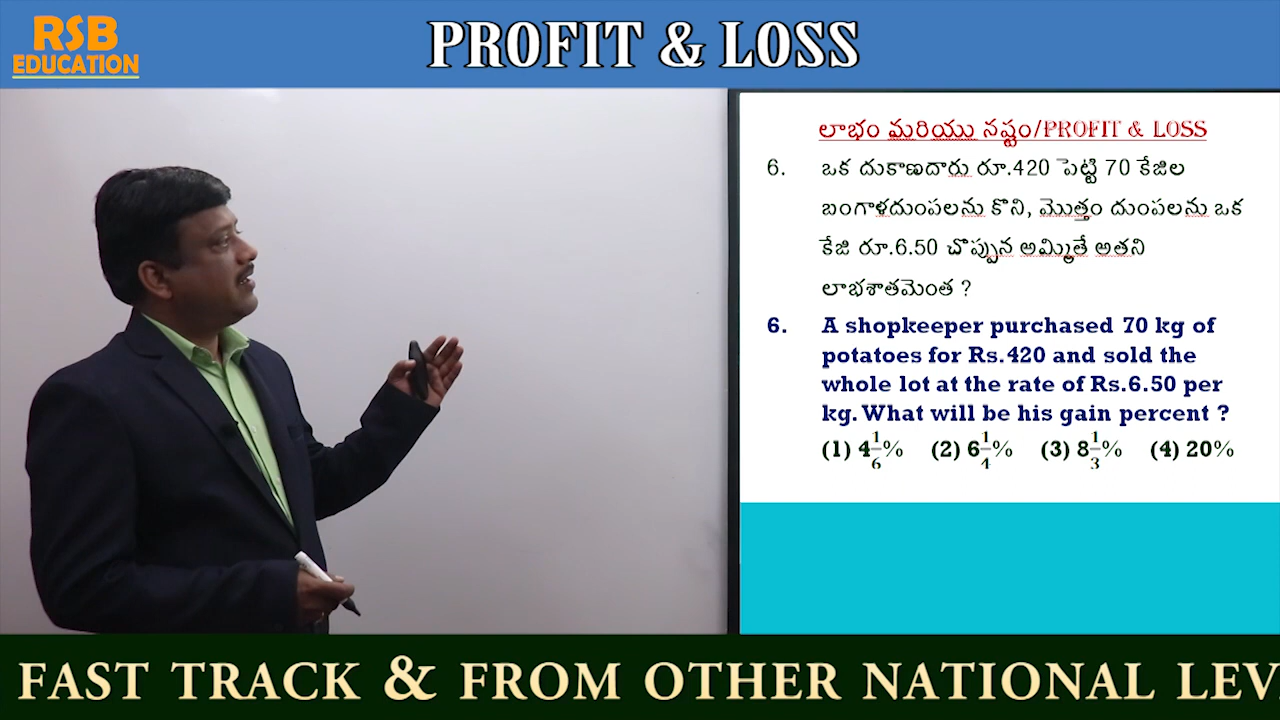 RSB
EDUCATION
PROFIT & LOSS
లాభం మరియు నష్టం/PROFIT & LOSS
6. ఒక దుకాణదారు రూ.420 పెట్టి 70 కేజిల
బంగాళదుంపలను కొని, మొత్తం దుంపలను ఒక
కేజి రూ.6.50 చొప్పున అమ్మితే అతని
లాభశాతమెంత ?
6. A shopkeeper purchased 70 kg of
potatoes for Rs.420 and sold the
whole lot at the rate of Rs.6.50 per
kg. What will be his gain percent ?
(1) 4 1/6% (2) 6 1/4% (3) 8 1/3% (4) 20%
FAST TRACK & FROM OTHER NATIONAL LEV